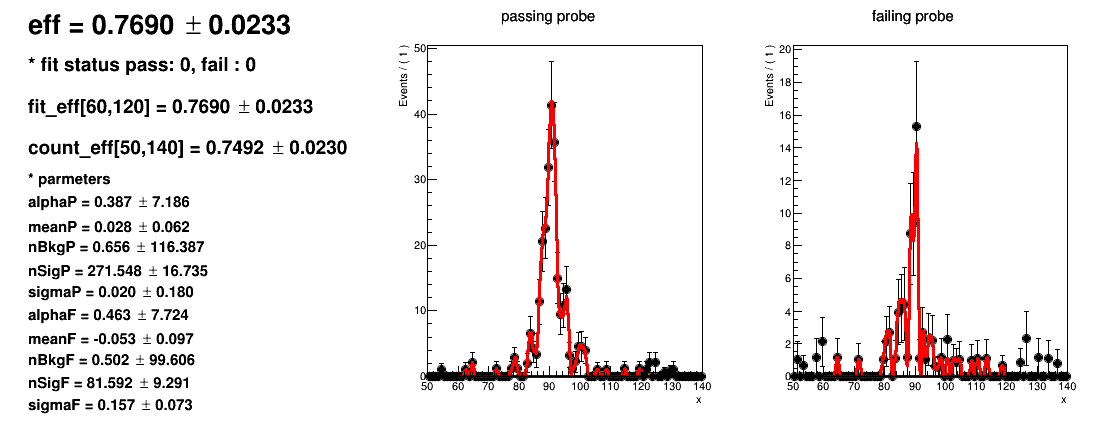 eff = 0.7690 ± 0.0233
* fit status pass: 0, fail : 0
fit_eff[60,120] = 0.7690 ± 0.0233
count_eff[50,140] = 0.7492 ± 0.0230
* parmeters
alphaP = 0.387 ± 7.186
meanP = 0.028 ± 0.062
nBkgP = 0.656 ± 116.387
nSigP = 271.548 ± 16.735
sigmaP = 0.020 ± 0.180
alphaF = 0.463 ± 7.724
meanF = -0.053 ± 0.097
nBkgF = 0.502 ± 99.606
nSigF = 81.592 ± 9.291
sigmaF = 0.157 ± 0.073
passing probe
Events / ( 1 )
50
40
30
20
10
0
50 60 70 80 90 100 110 120 130 140
x
failing probe
Events / ( 1 )
20
18
16
14
12
10
8
6
4
2
0
50 60 70 80 90 100 110 120 130 140
x